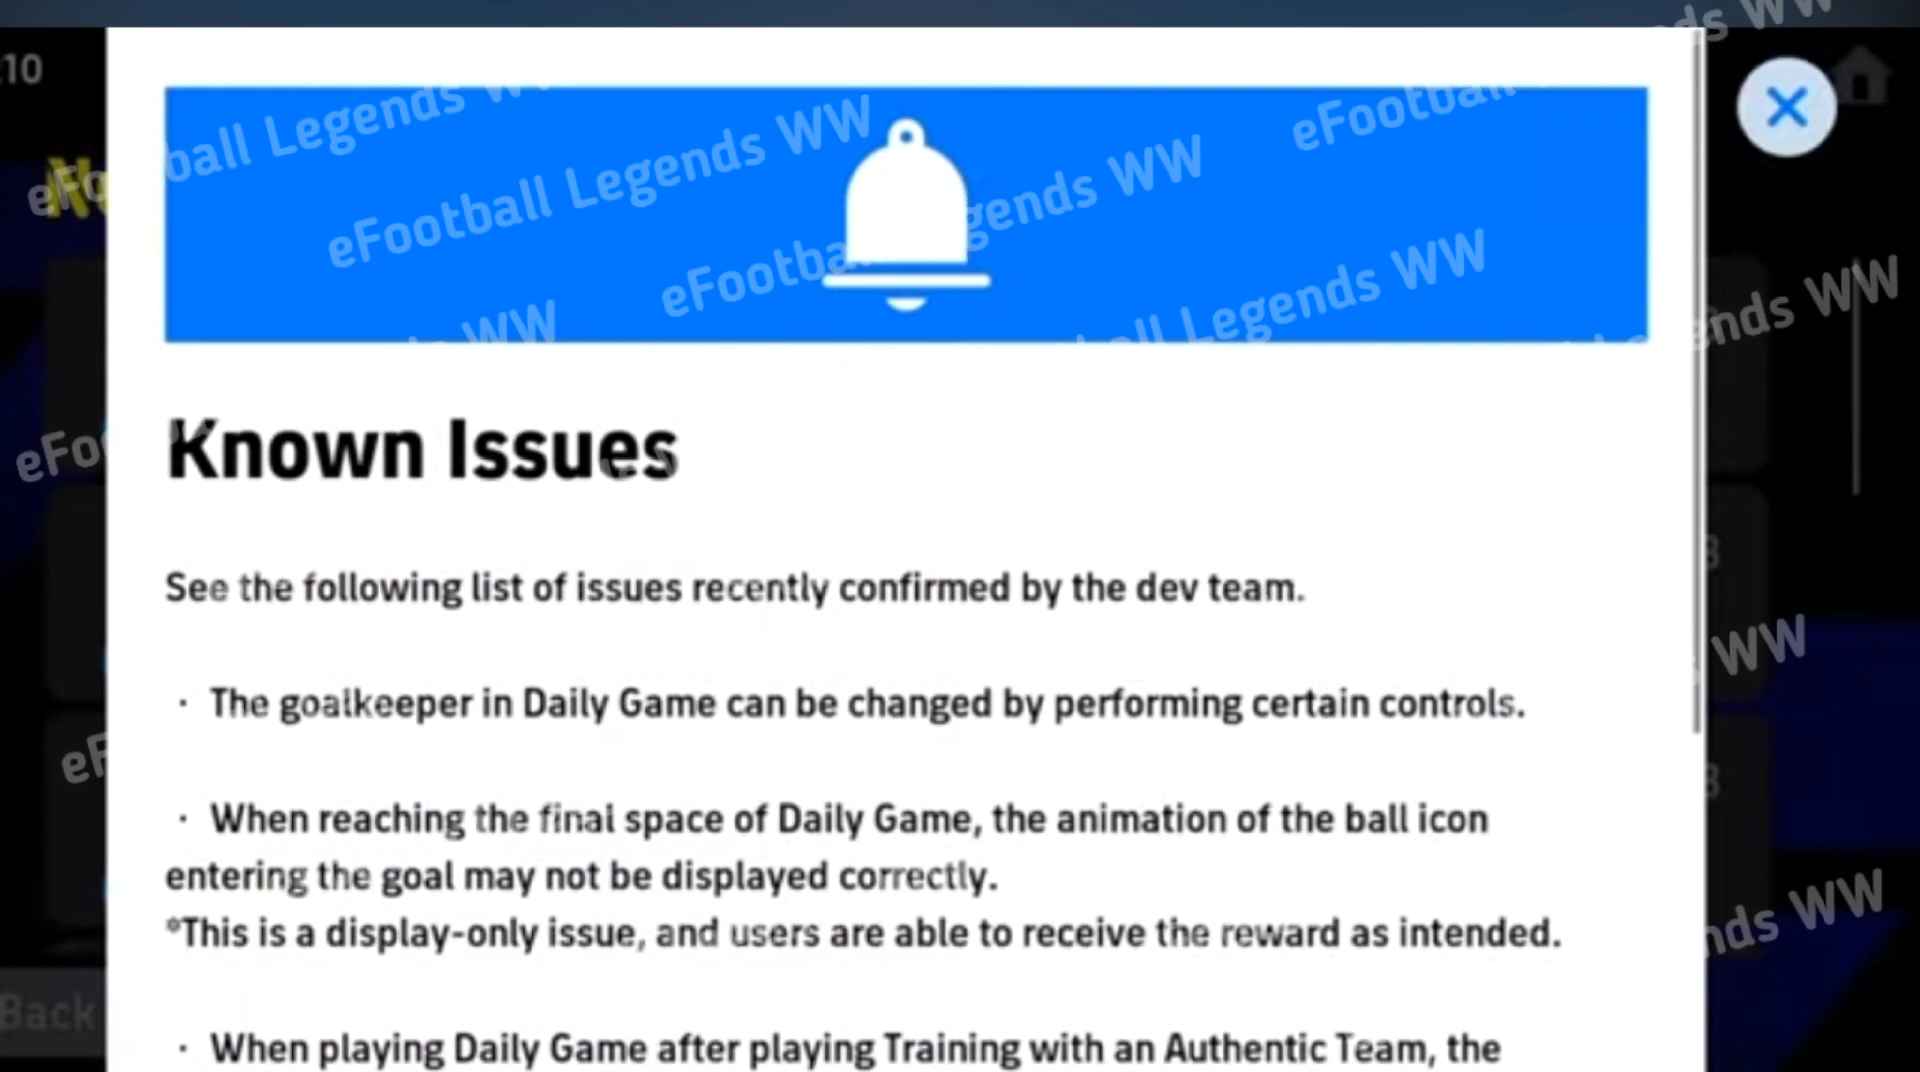 :10
eFootball Legends WW
Known Issues
See the following list of issues recently confirmed by the dev team.
· The goalkeeper in Daily Game can be changed by performing certain controls.
· When reaching the final space of Daily Game, the animation of the ball icon
entering the goal may not be displayed correctly.
*This is a display-only issue, and users are able to receive the reward as intended.
· When playing Daily Game after playing Training with an Authentic Team, the
Back